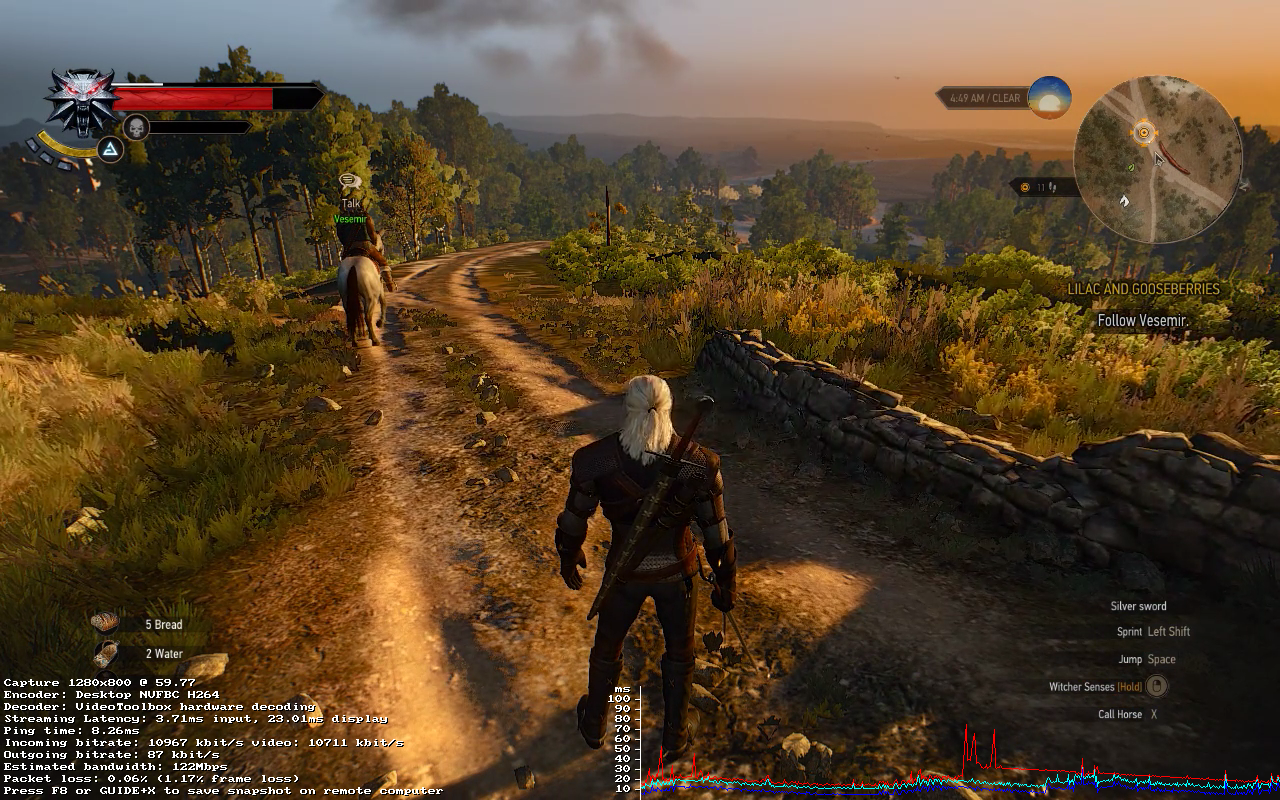 4:49 AM / CLEAR
11
Talk
Vesemir
LILAC AND GOOSEBERRIES
Follow Vesemir.
5 Bread
2 Water
Silver sword
Sprint Left Shift
Jump Space
Witcher Senses [Hold]
Call Horse X
Capture 1280x800 @ 59.77
Encoder: Desktop NVFBC H264
Decoder: VideoToolbox hardware decoding
Streaming Latency: 3.71ms input, 23.01ms display
Ping time: 8.26ms
Incoming bitrate: 10967 kbit/s video: 10711 kbit/s
Outgoing bitrate: 87 kbit/s
Estimated bandwidth: 122Mbps
Packet loss: 0.06% (1.17% frame loss)
Press F8 or GUIDE+X to save snapshot on remote computer
ms
100
90
80
70
60
50
40
30
20
10